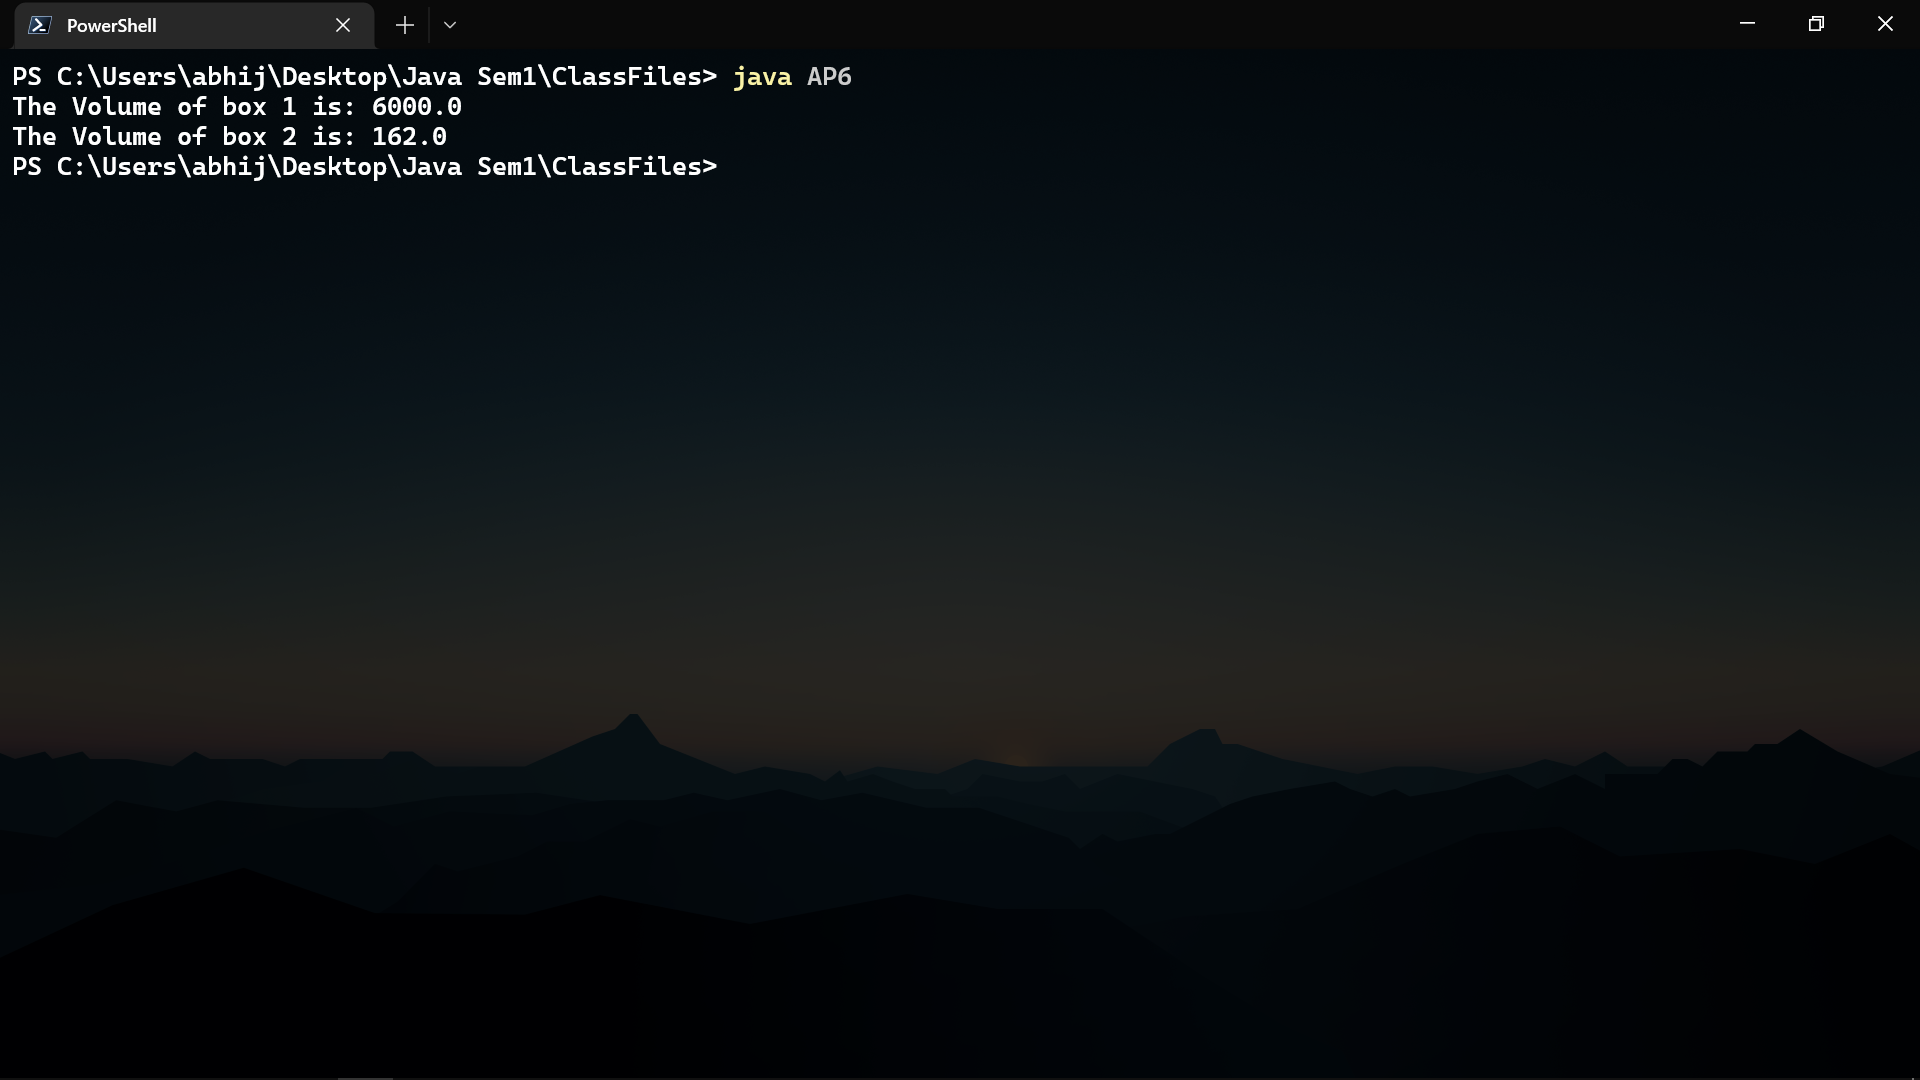 PowerShell
PS C:\Users\abhij\Desktop\Java Sem1\ClassFiles> java AP6
The Volume of box 1 is: 6000.0
The Volume of box 2 is: 162.0
PS C:\Users\abhij\Desktop\Java Sem1\ClassFiles>